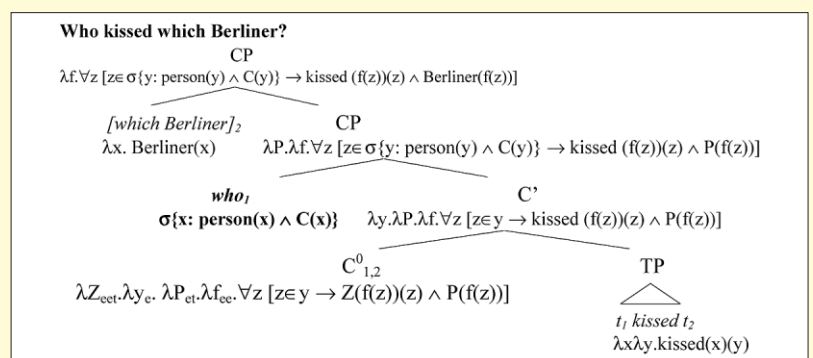 Who kissed which Berliner?
CP
λf.∀z [z∈σ{y: person(y) ∧ C(y)} → kissed (f(z))(z) ∧ Berliner(f(z))]
[which Berliner]₂ CP
λx. Berliner(x) λP.λf.∀z [z∈σ{y: person(y) ∧ C(y)} → kissed (f(z))(z) ∧ P(f(z))]
who₁ C’
σ{x: person(x) ∧ C(x)} λy.λP.λf.∀z [z∈y → kissed (f(z))(z) ∧ P(f(z))]
C⁰₁,₂ TP
λZₑₑₜ.λyₑ. λPₑₜ.λfₑₑ.∀z [z∈y → Z(f(z))(z) ∧ P(f(z))]
t₁ kissed t₂
λxλy.kissed(x)(y)